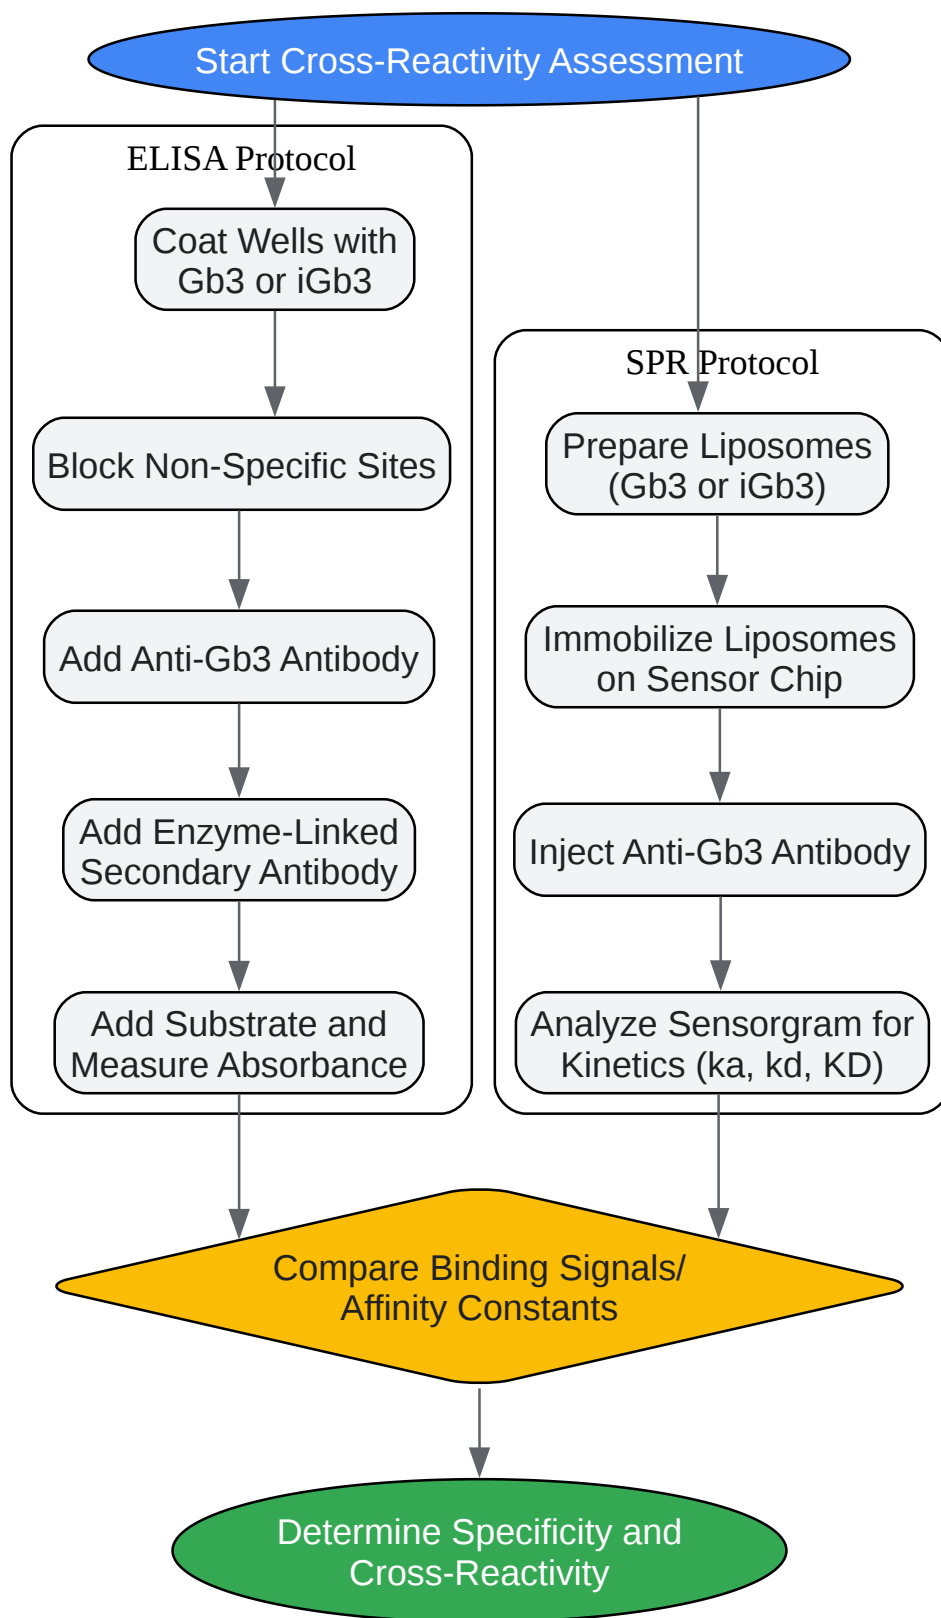 Start Cross-Reactivity Assessment
ELISA Protocol
Coat Wells with
Gb3 or iGb3
Block Non-Specific Sites
Add Anti-Gb3 Antibody
Add Enzyme-Linked
Secondary Antibody
Add Substrate and
Measure Absorbance
SPR Protocol
Prepare Liposomes
(Gb3 or iGb3)
Immobilize Liposomes
on Sensor Chip
Inject Anti-Gb3 Antibody
Analyze Sensorgram for
Kinetics (ka, kd, KD)
Compare Binding Signals/
Affinity Constants
Determine Specificity and
Cross-Reactivity